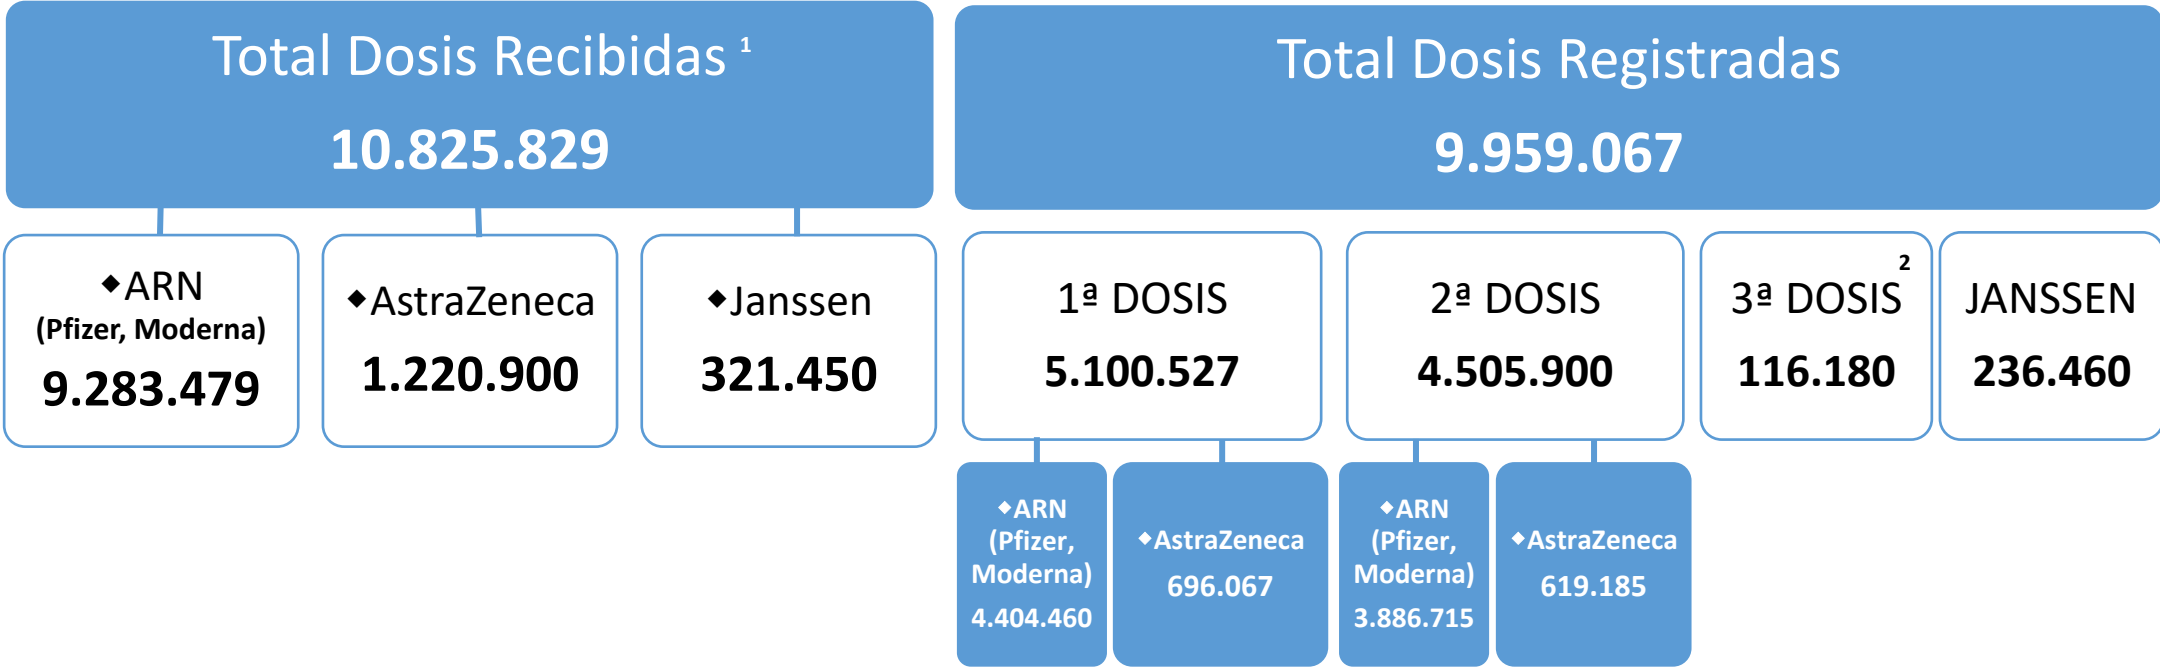 Total Dosis Recibidas ¹
10.825.829
◆ARN
(Pfizer, Moderna)
9.283.479
◆AstraZeneca
1.220.900
◆Janssen
321.450
Total Dosis Registradas
9.959.067
1ª DOSIS
5.100.527
2ª DOSIS
4.505.900
3ª DOSIS ²
116.180
JANSSEN
236.460
◆ARN
(Pfizer,
Moderna)
4.404.460
◆AstraZeneca
696.067
◆ARN
(Pfizer,
Moderna)
3.886.715
◆AstraZeneca
619.185